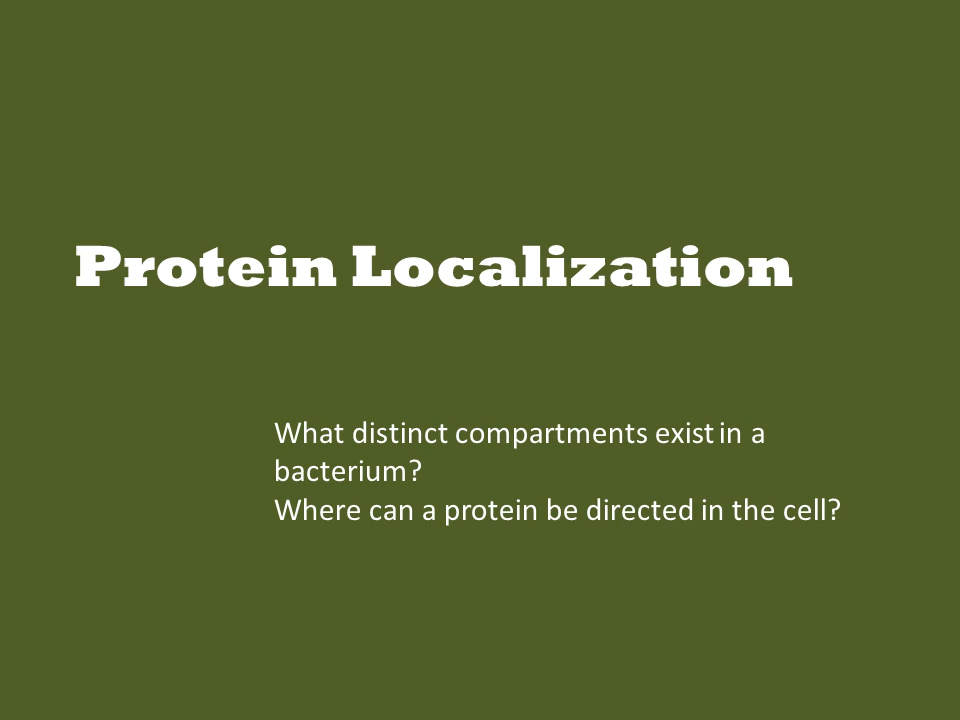 Protein Localization
What distinct compartments exist in a
bacterium?
Where can a protein be directed in the cell?